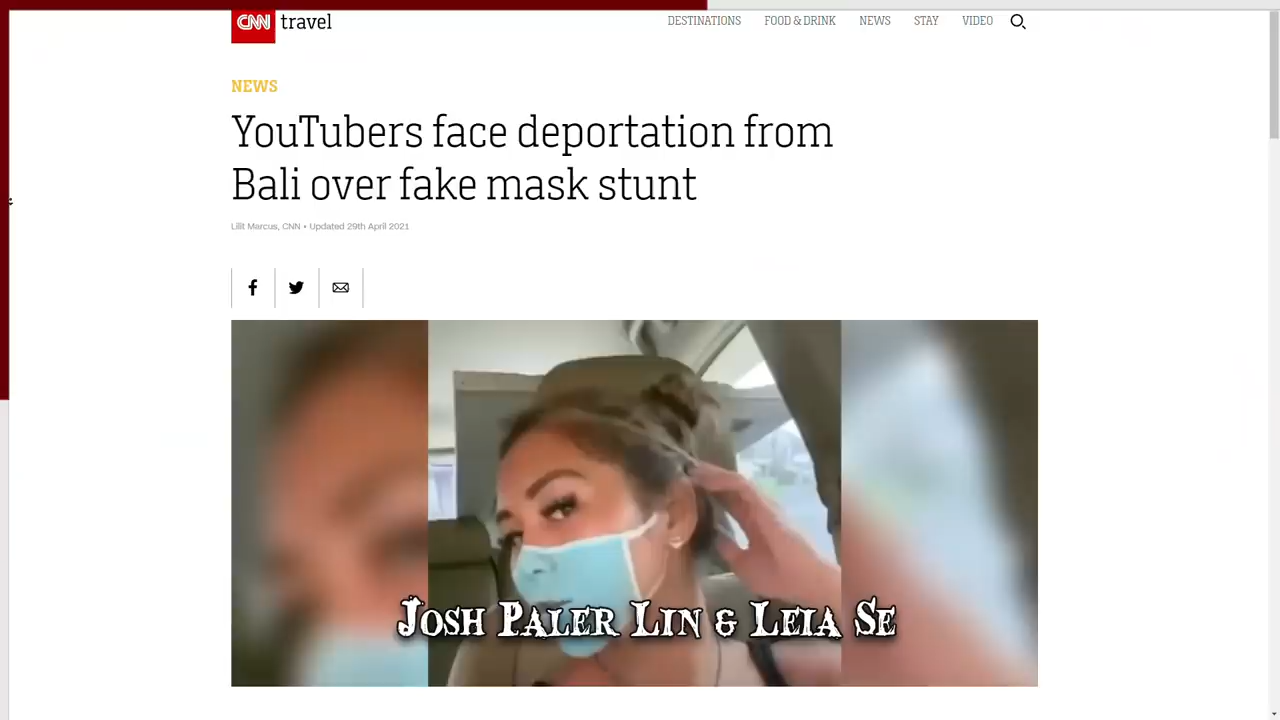 CNN travel
DESTINATIONS FOOD & DRINK NEWS STAY VIDEO
NEWS
YouTubers face deportation from
Bali over fake mask stunt
Lilit Marcus, CNN • Updated 29th April 2021
JOSH PALER LIN & LEIA SE